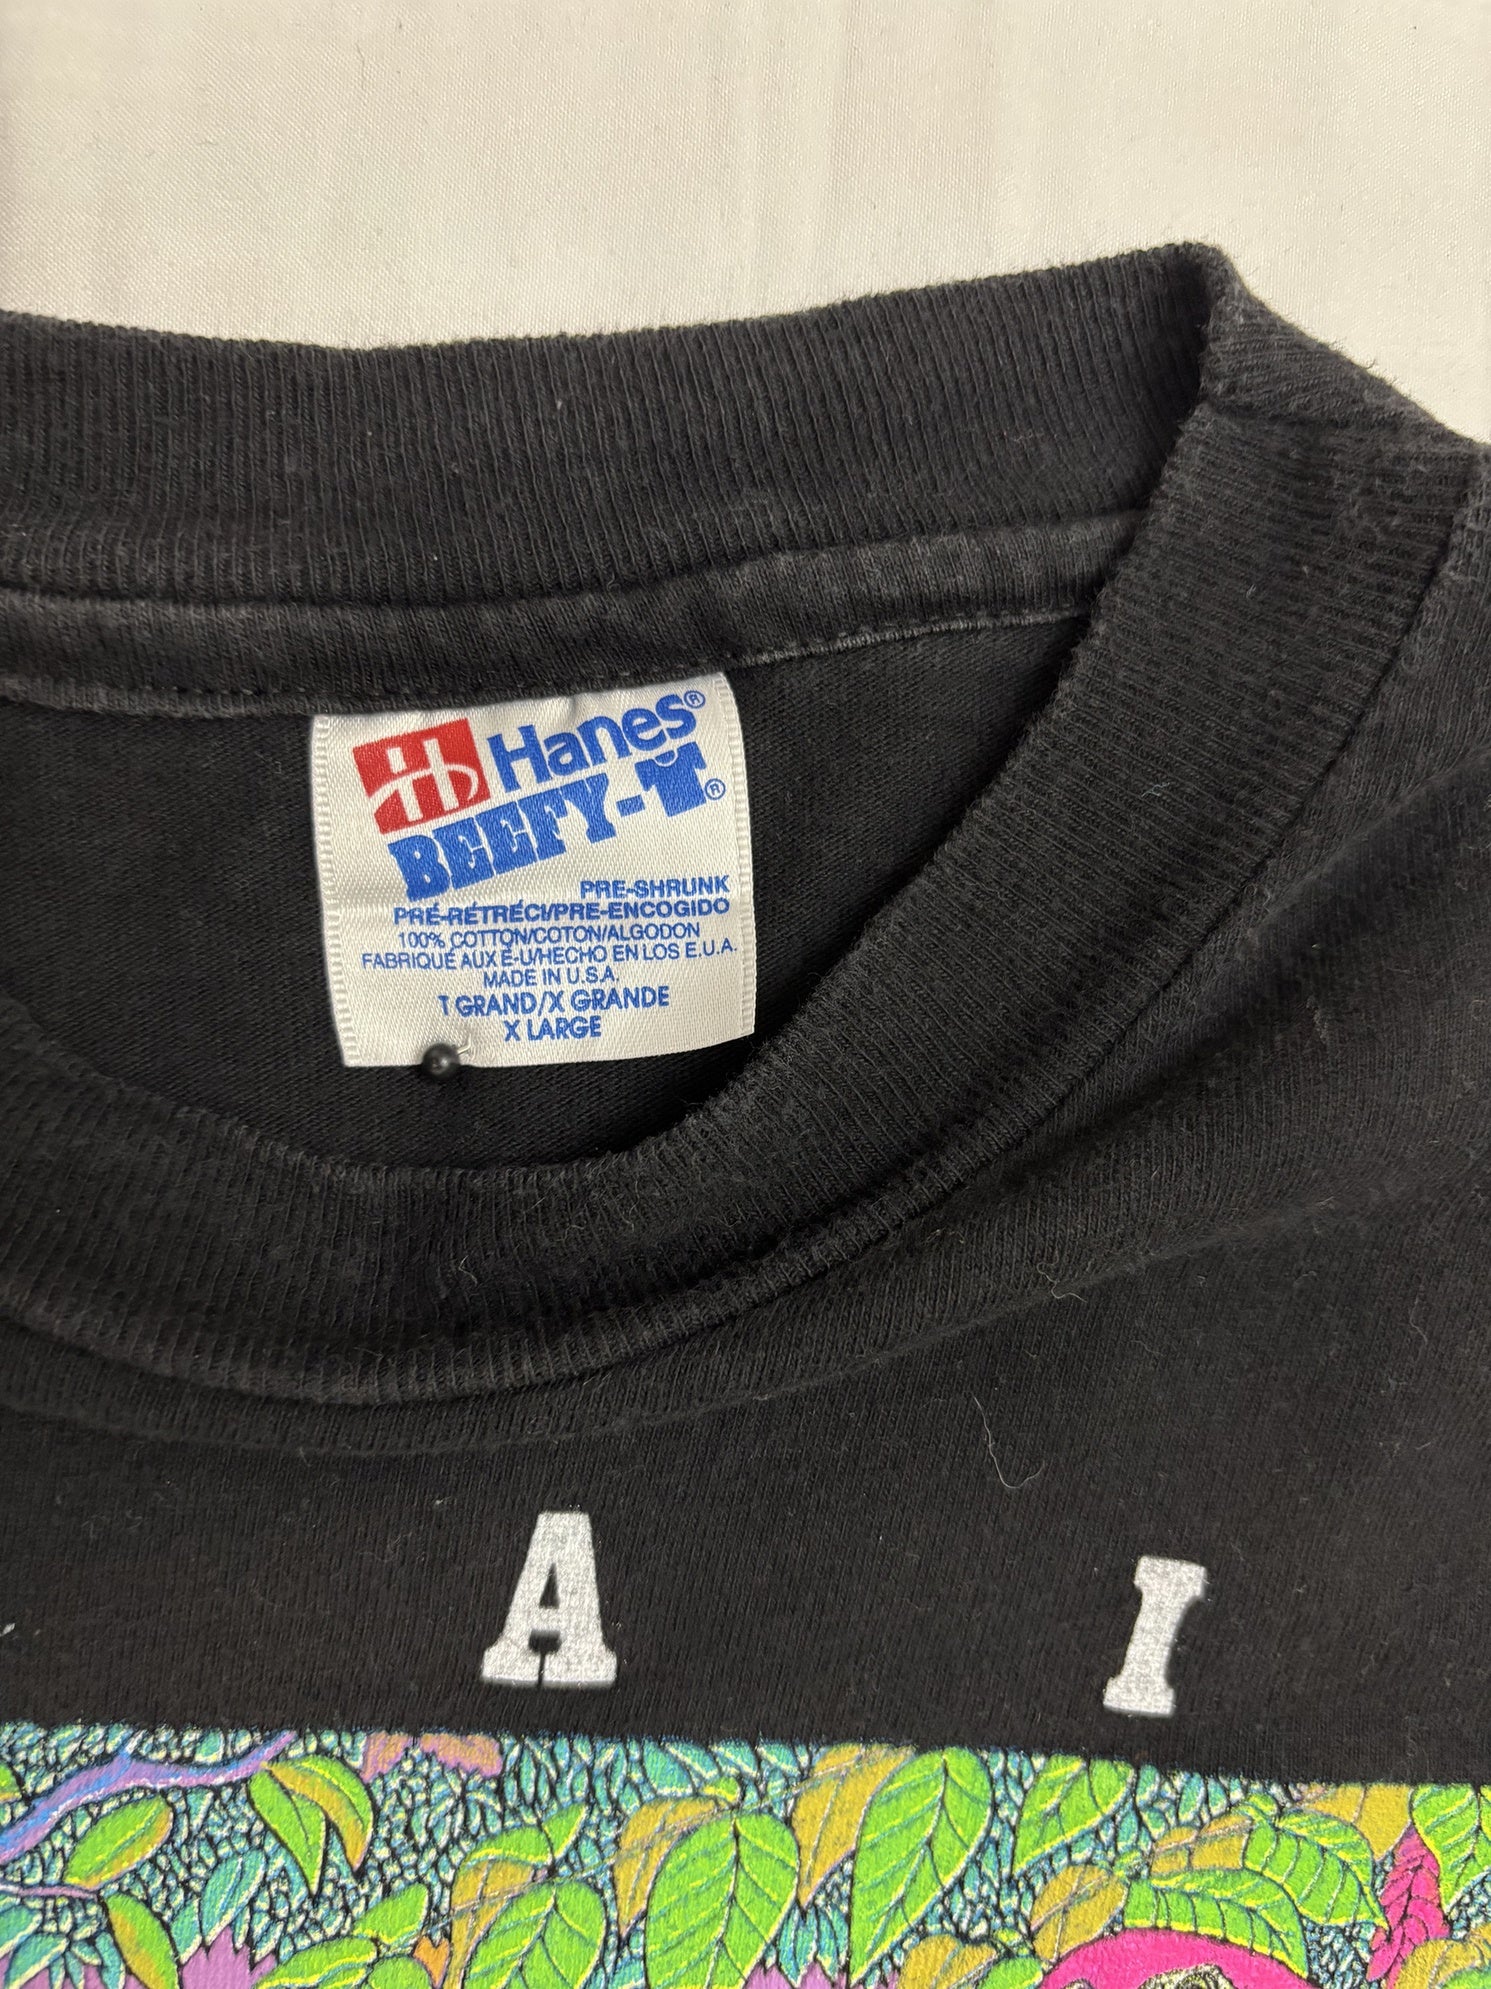 Hanes®
BEEFY-T®
PRE-SHRUNK
PRÉ-RÉTRÉCI/PRE-ENCOGIDO
100% COTTON/COTON/ALGODON
FABRIQUÉ AUX É-U/HECHO EN LOS E.U.A.
MADE IN U.S.A.
T GRAND/X GRANDE
X LARGE
A I